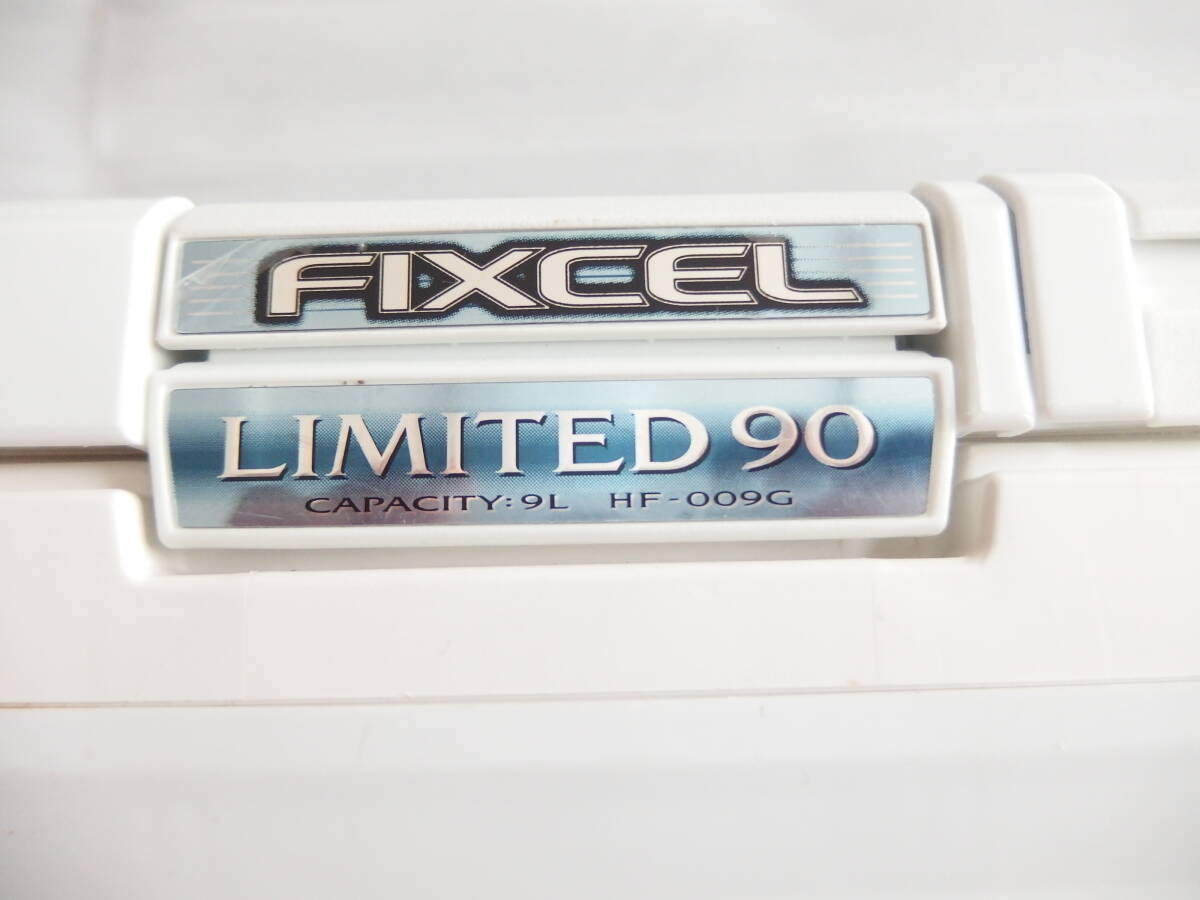 FIXCEL
LIMITED 90
CAPACITY: 9L HF-009G